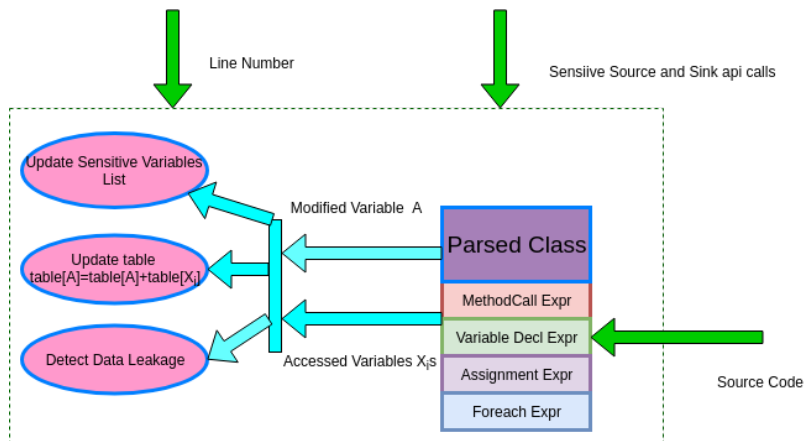 Line Number
Sensiive Source and Sink api calls
Update Sensitive Variables
List
Modified Variable A
Parsed Class
Update table
table[A]=table[A]+table[Xi]
MethodCall Expr
Variable Decl Expr
Detect Data Leakage
Accessed Variables Xis
Assignment Expr
Source Code
Foreach Expr